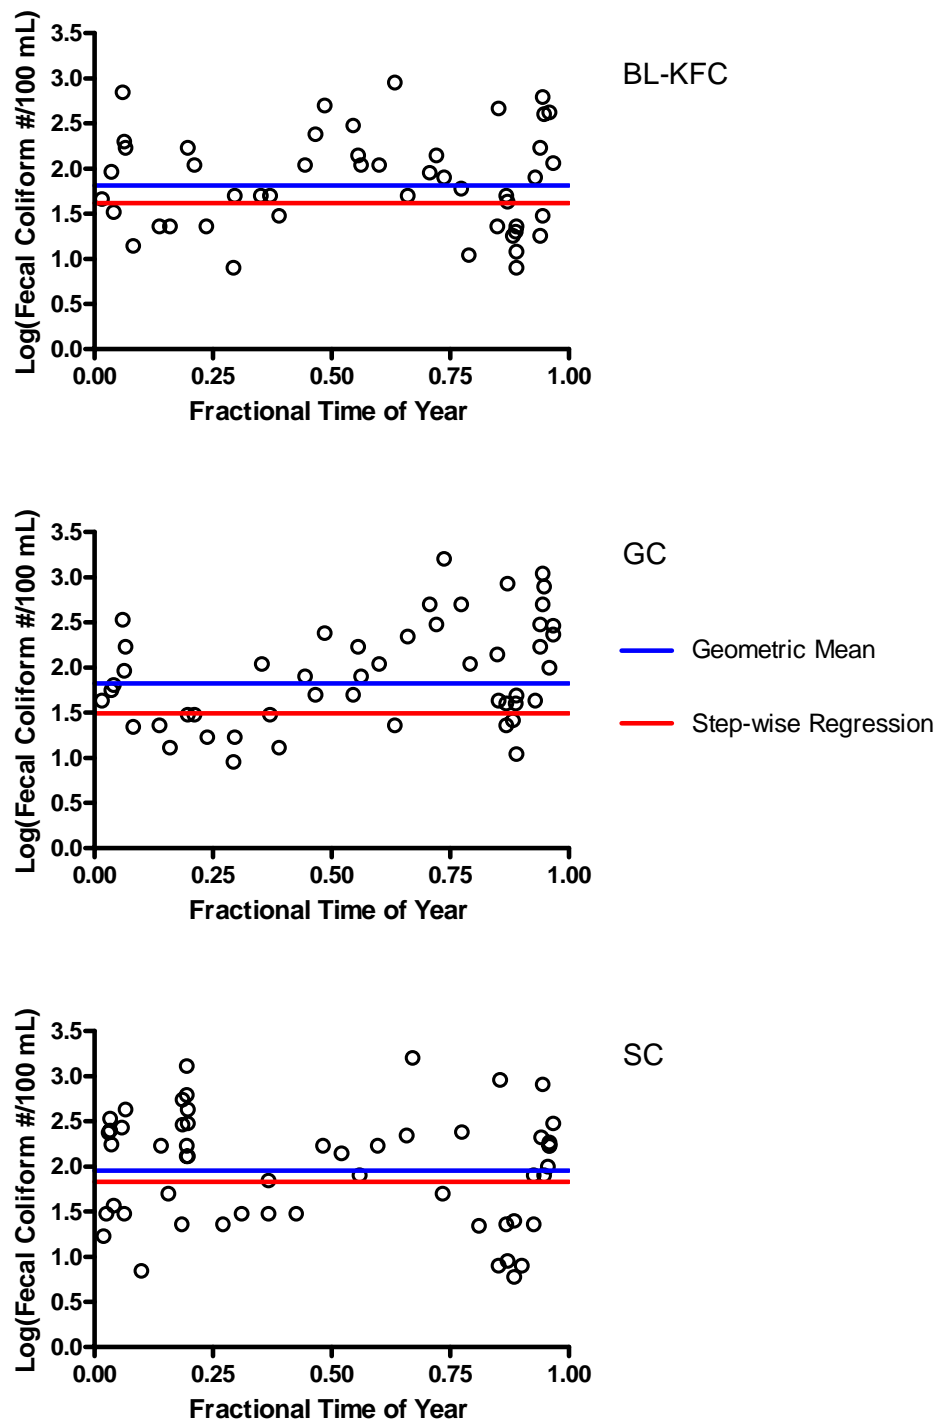 BL-KFC
Log(Fecal Coliform #/100 mL)
3.5
3.0
2.5
2.0
1.5
1.0
0.5
0.0
0.00 0.25 0.50 0.75 1.00
Fractional Time of Year
GC
Log(Fecal Coliform #/100 mL)
3.5
3.0
2.5
2.0
1.5
1.0
0.5
0.0
0.00 0.25 0.50 0.75 1.00
Fractional Time of Year
Geometric Mean
Step-wise Regression
SC
Log(Fecal Coliform #/100 mL)
3.5
3.0
2.5
2.0
1.5
1.0
0.5
0.0
0.00 0.25 0.50 0.75 1.00
Fractional Time of Year